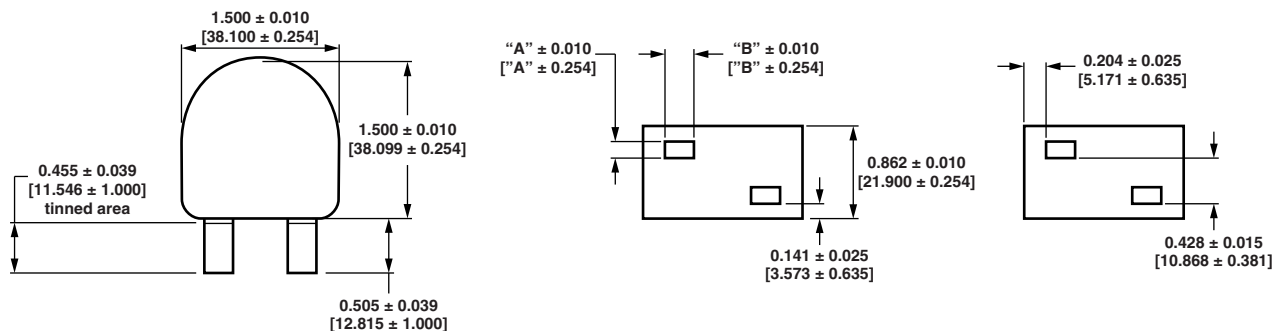 1.500 ± 0.010
[38.100 ± 0.254]
1.500 ± 0.010
[38.099 ± 0.254]
0.455 ± 0.039
[11.546 ± 1.000]
tinned area
0.505 ± 0.039
[12.815 ± 1.000]
“A” ± 0.010
[”A” ± 0.254]
“B” ± 0.010
[”B” ± 0.254]
0.862 ± 0.010
[21.900 ± 0.254]
0.141 ± 0.025
[3.573 ± 0.635]
0.204 ± 0.025
[5.171 ± 0.635]
0.428 ± 0.015
[10.868 ± 0.381]